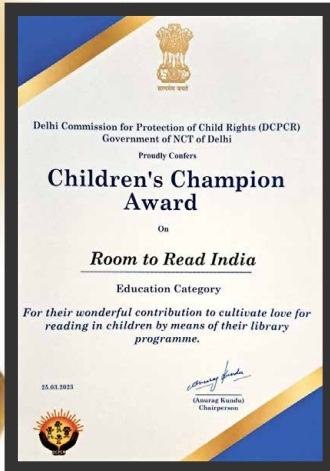 सत्यमेव जयते
Delhi Commission for Protection of Child Rights (DCPCR)
Government of NCT of Delhi
Proudly Confers
Children's Champion
Award
On
Room to Read India
Education Category
For their wonderful contribution to cultivate love for
reading in children by means of their library
programme.
25.03.2023
(Anurag Kundu)
Chairperson